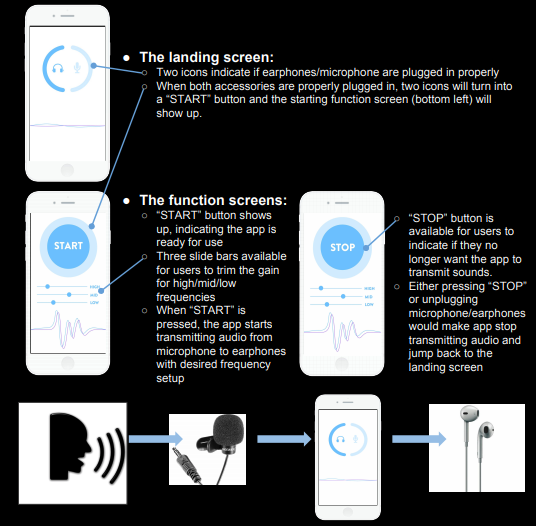 The landing screen:
Two icons indicate if earphones/microphone are plugged in properly
When both accessories are properly plugged in, two icons will turn into
a “START” button and the starting function screen (bottom left) will
show up.
The function screens:
“START” button shows
up, indicating the app is
ready for use
Three slide bars available
for users to trim the gain
for high/mid/low
frequencies
When “START” is
pressed, the app starts
transmitting audio from
microphone to earphones
with desired frequency
setup
START
HIGH
MID
LOW
STOP
HIGH
MID
LOW
“STOP” button is
available for users to
indicate if they no
longer want the app to
transmit sounds.
Either pressing “STOP”
or unplugging
microphone/earphones
would make app stop
transmitting audio and
jump back to the
landing screen